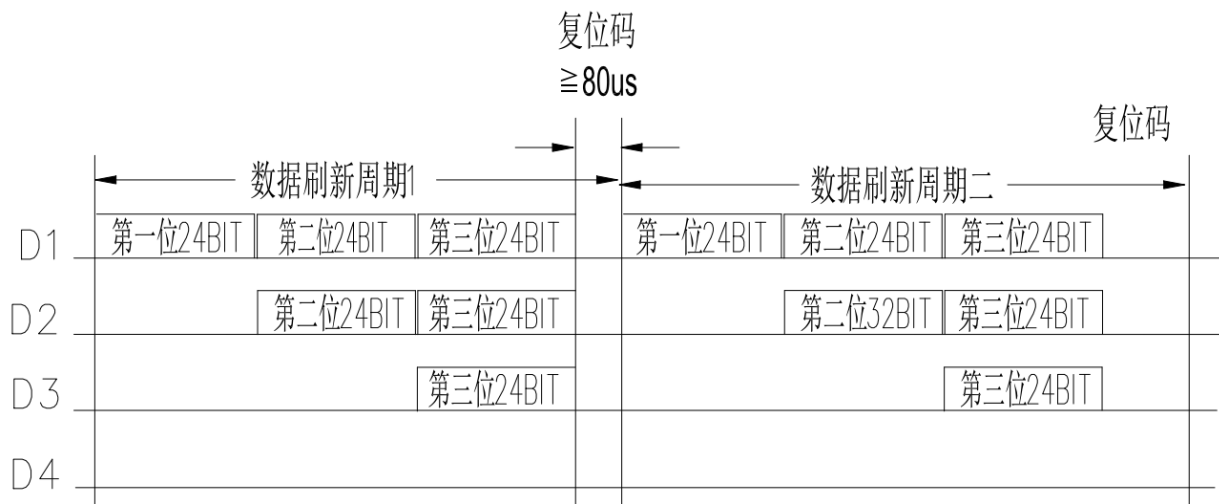 复位码
≧80us
复位码
数据刷新周期1
数据刷新周期二
D1 第一位24BIT 第二位24BIT 第三位24BIT 第一位24BIT 第二位24BIT 第三位24BIT
D2 第二位24BIT 第三位24BIT 第二位32BIT 第三位24BIT
D3 第三位24BIT 第三位24BIT
D4